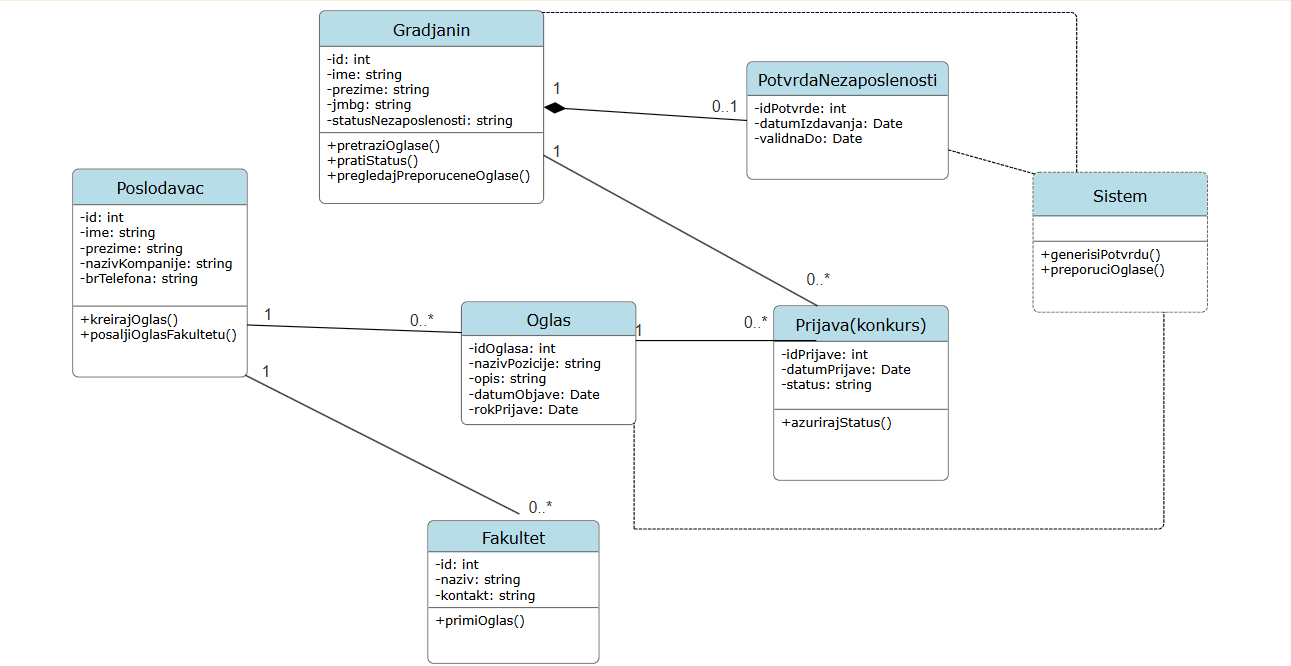 Gradjanin
-id: int
-ime: string
-prezime: string
-jmbg: string
-statusNezaposlenosti: string
+pretraziOglase()
+pratiStatus()
+pregledajPreporuceneOglase()
1
0..1
1
0..*
PotvrdaNezaposlenosti
-idPotvrde: int
-datumIzdavanja: Date
-validnaDo: Date
Sistem
+generisiPotvrdu()
+preporuciOglase()
Poslodavac
-id: int
-ime: string
-prezime: string
-nazivKompanije: string
-brTelefona: string
+kreirajOglas()
+posaljiOglasFakultetu()
1
0..*
1
0..*
Oglas
-idOglasa: int
-nazivPozicije: string
-opis: string
-datumObjave: Date
-rokPrijave: Date
1
0..*
Prijava(konkurs)
-idPrijave: int
-datumPrijave: Date
-status: string
+azurirajStatus()
Fakultet
-id: int
-naziv: string
-kontakt: string
+primiOglas()